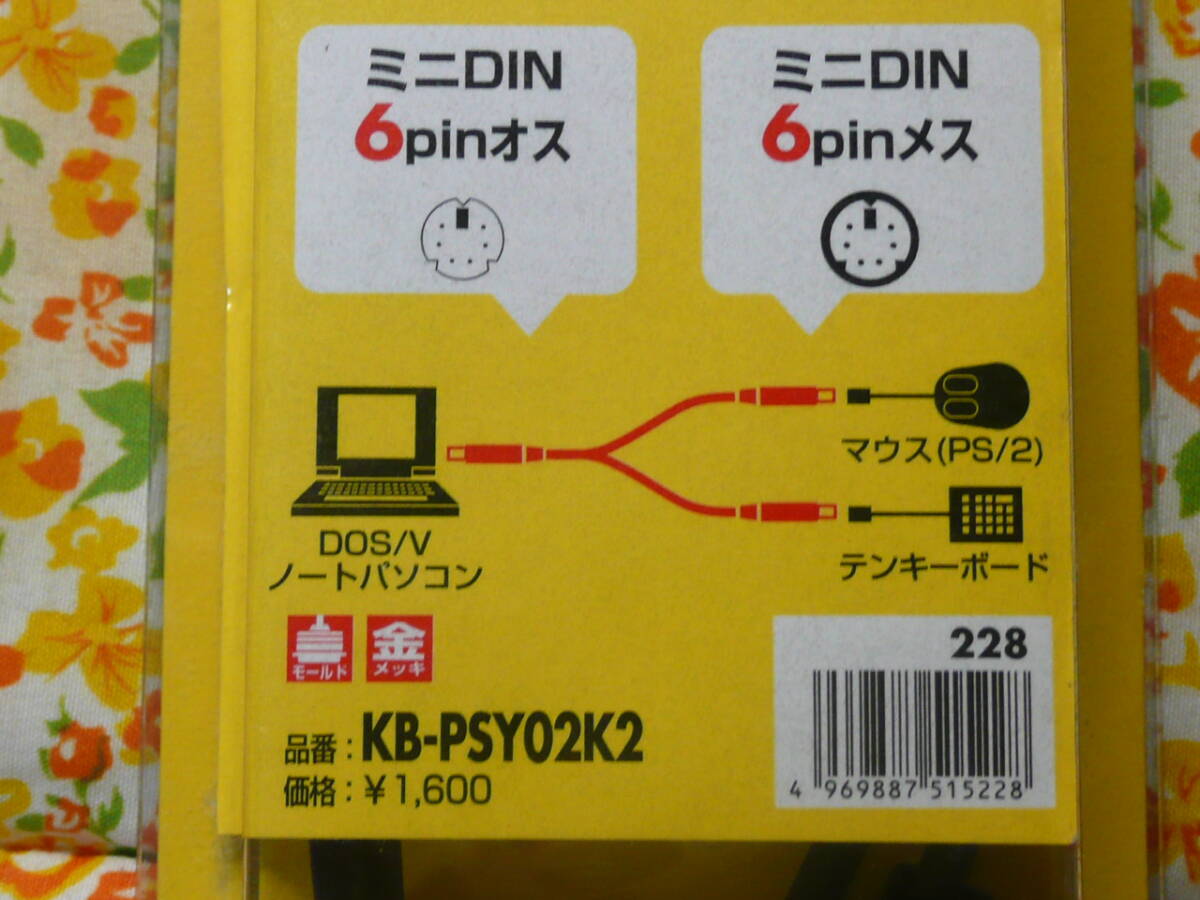 ミニDIN
6pinオス
ミニDIN
6pinメス
マウス(PS/2)
DOS/V
ノートパソコン
テンキーボード
モールド
金
メッキ
228
品番：KB-PSY02K2
価格：¥1,600
4 969887 515228